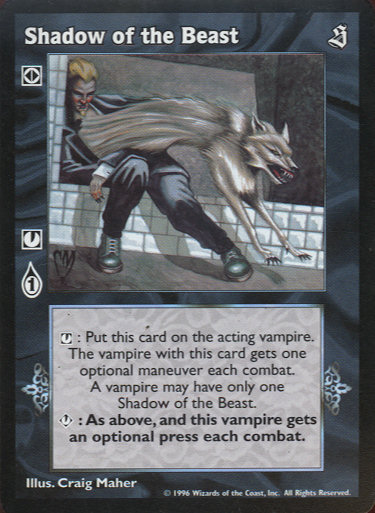 Shadow of the Beast
1
: Put this card on the acting vampire.
The vampire with this card gets one
optional maneuver each combat.
A vampire may have only one
Shadow of the Beast.
: As above, and this vampire gets
an optional press each combat.
Illus. Craig Maher
© 1996 Wizards of the Coast, Inc. All Rights Reserved.